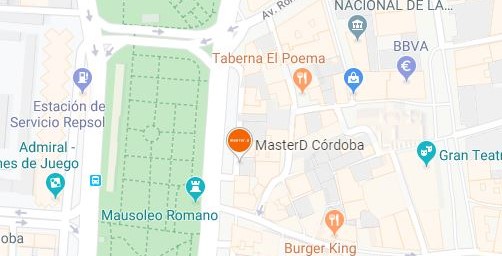 NACIONAL DE LA...
Av. Ro
BBVA
Taberna El Poema
Estación de
Servicio Repsol
Admiral -
nes de Juego
MasterD Córdoba
Gran Teatr
Mausoleo Romano
oba
Burger King